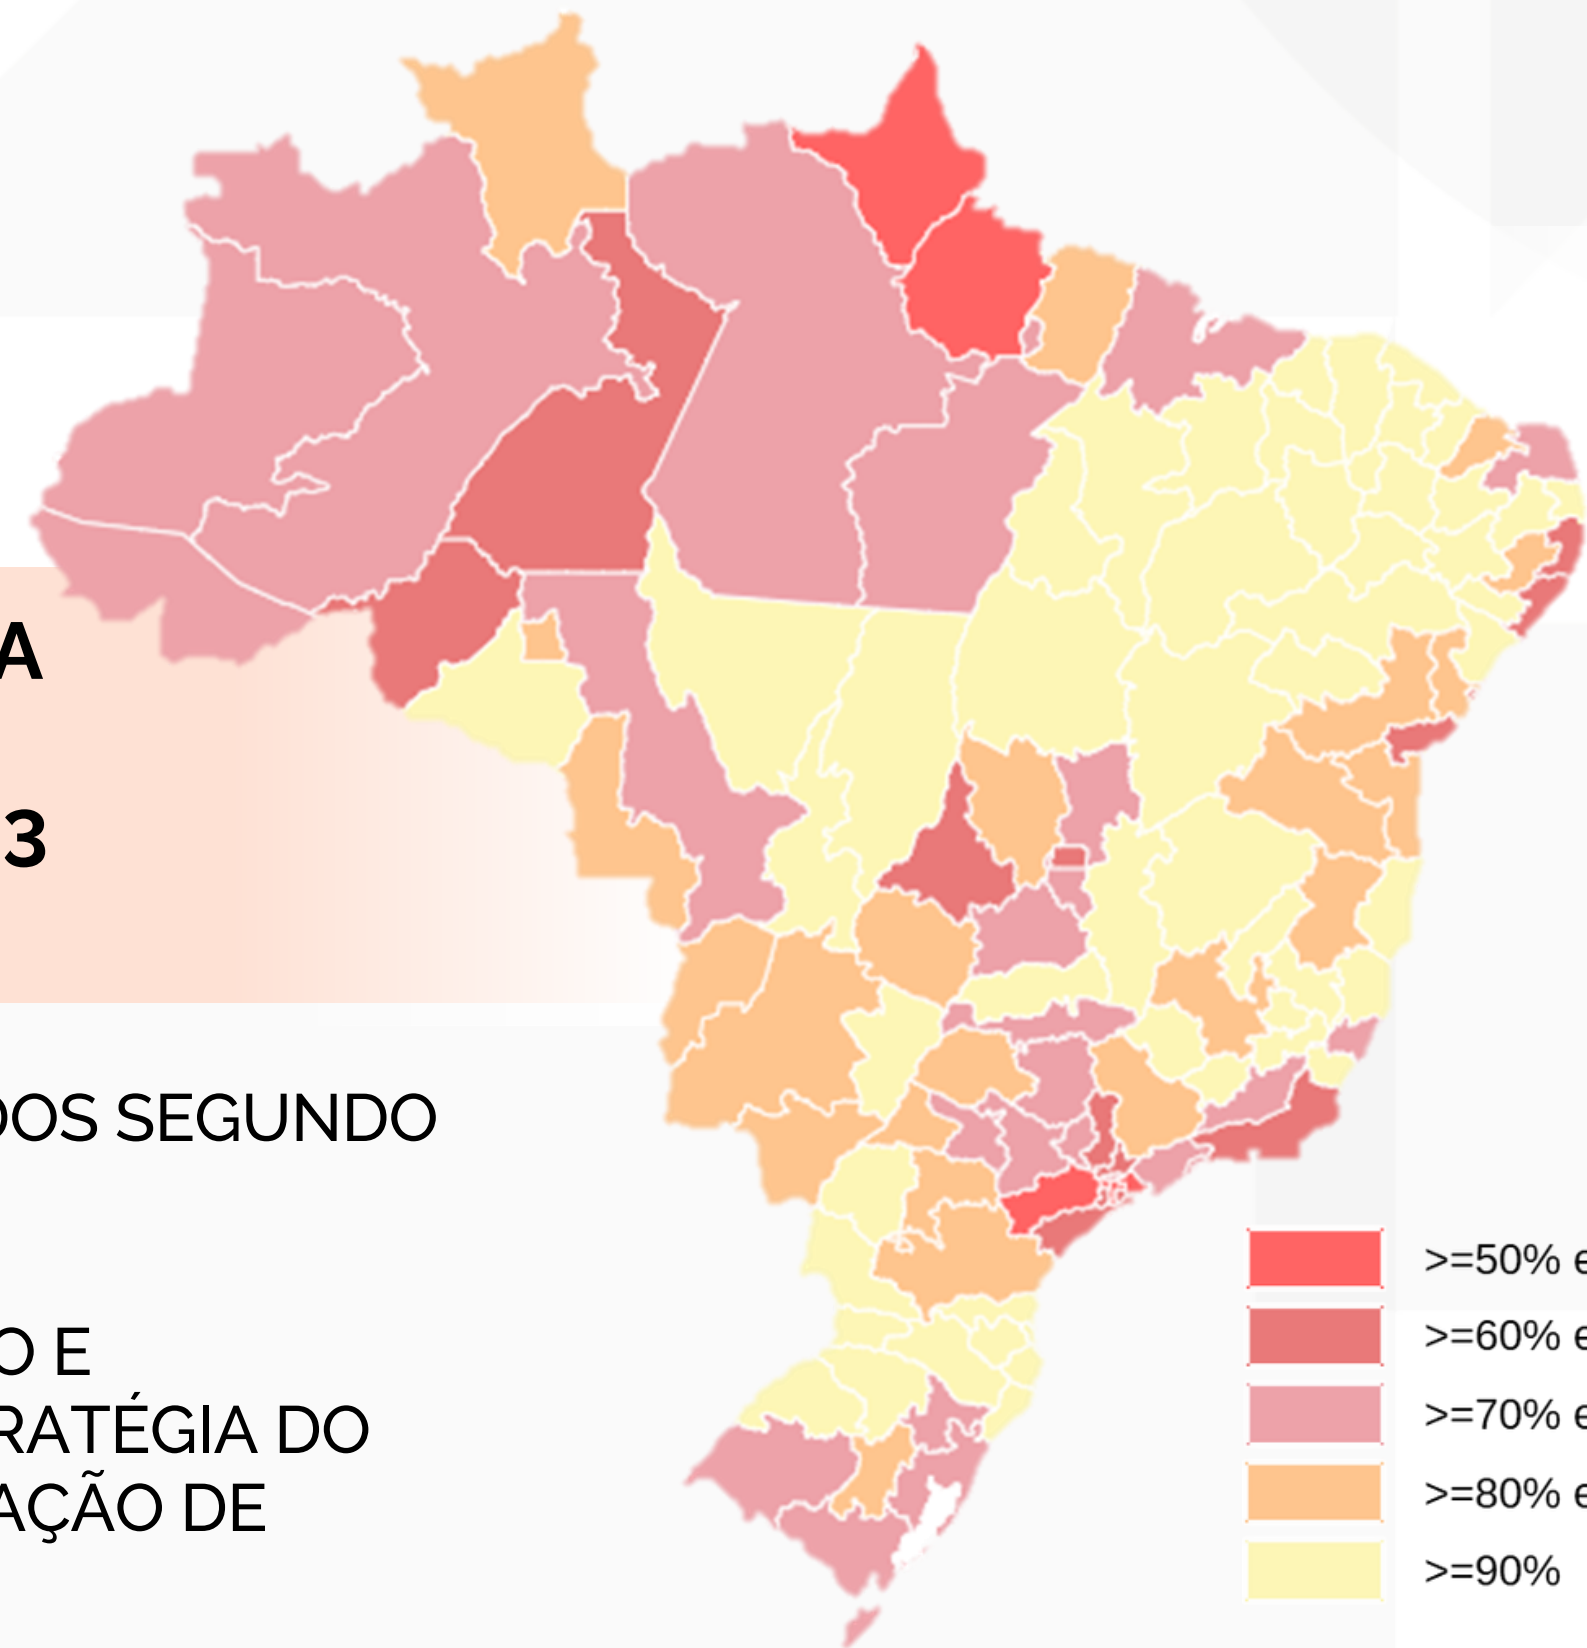 A
3
DOS SEGUNDO
O E
RATÉGIA DO
AÇÃO DE
>=50% e
>=60% e
>=70% e
>=80% e
>=90%